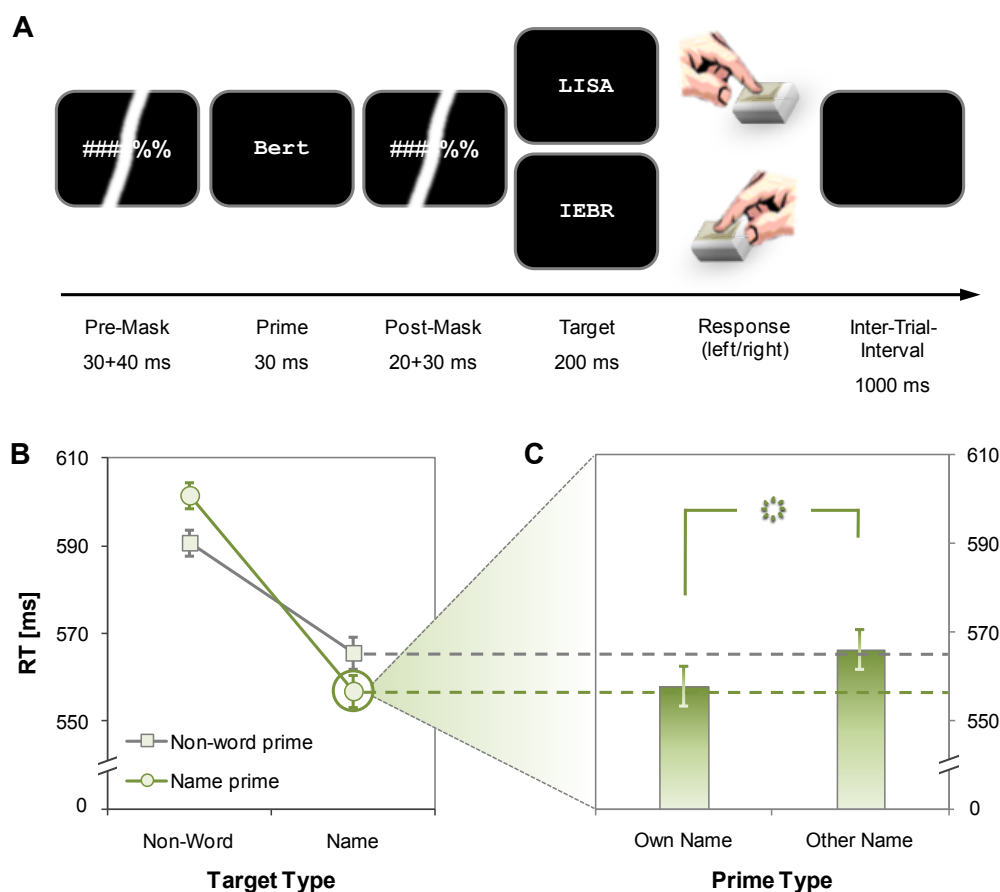 A
####%%
Bert
####%%
LISA
IEBR
Pre-Mask
30+40 ms
Prime
30 ms
Post-Mask
20+30 ms
Target
200 ms
Response
(left/right)
Inter-Trial-
Interval
1000 ms
B
RT [ms]
610
590
570
550
0
Non-word prime
Name prime
Non-Word
Name
Target Type
C
610
590
570
550
0
Own Name
Other Name
Prime Type